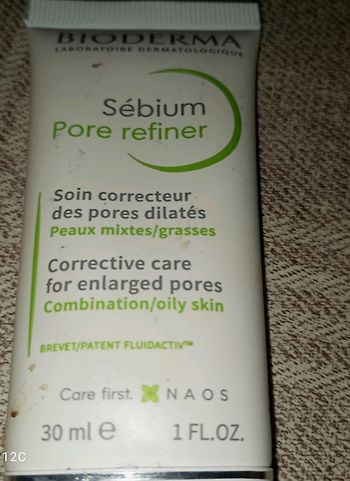 BIODERMA
LABORATOIRE DERMATOLOGIQUE
Sébium
Pore refiner
Soin correcteur
des pores dilatés
Peaux mixtes/grasses
Corrective care
for enlarged pores
Combination/oily skin
BREVET/PATENT FLUIDACTIV™
Care first. NAOS
30 ml e 1 FL.OZ.
12C